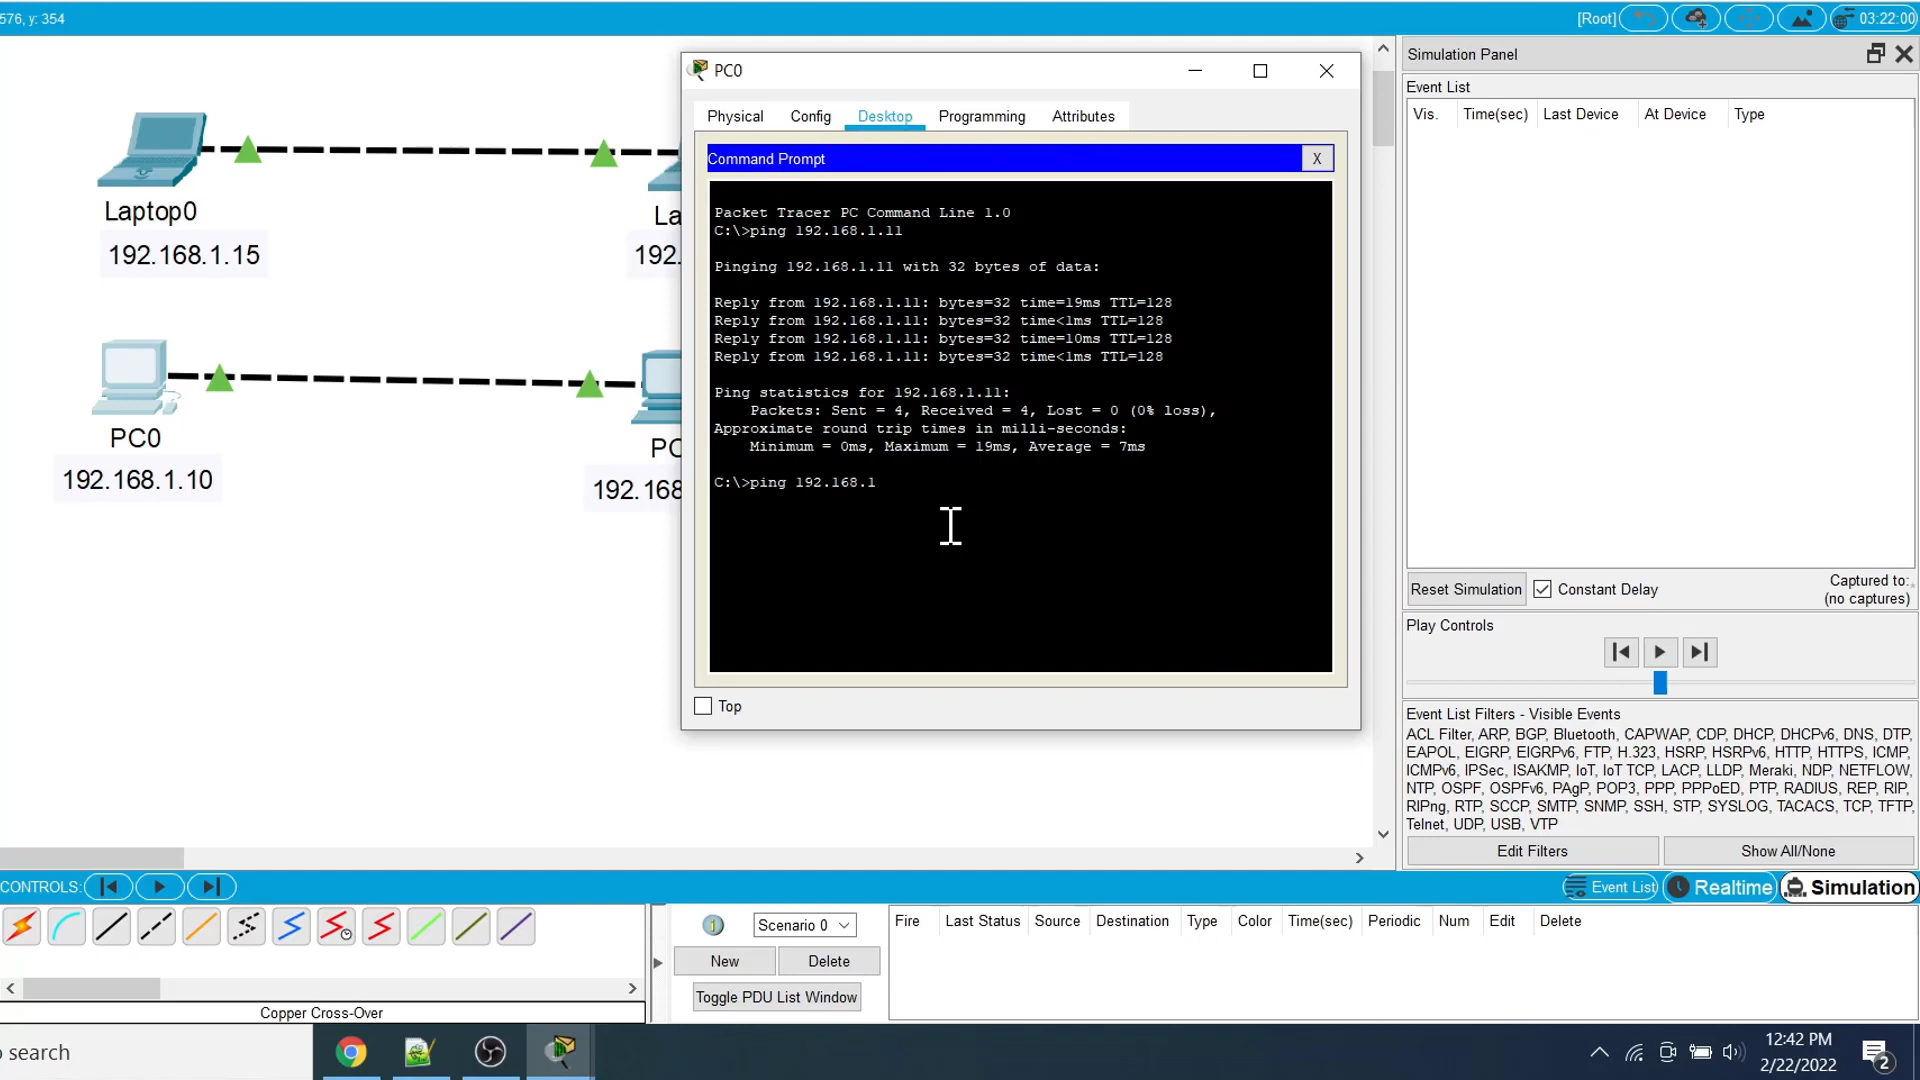 576, y: 354
[Root]
03:22:00
PC0
Physical Config Desktop Programming Attributes
Command Prompt
X
Packet Tracer PC Command Line 1.0
C:\>ping 192.168.1.11
Pinging 192.168.1.11 with 32 bytes of data:
Reply from 192.168.1.11: bytes=32 time=19ms TTL=128
Reply from 192.168.1.11: bytes=32 time<1ms TTL=128
Reply from 192.168.1.11: bytes=32 time=10ms TTL=128
Reply from 192.168.1.11: bytes=32 time<1ms TTL=128
Ping statistics for 192.168.1.11:
Packets: Sent = 4, Received = 4, Lost = 0 (0% loss),
Approximate round trip times in milli-seconds:
Minimum = 0ms, Maximum = 19ms, Average = 7ms
C:\>ping 192.168.1
Top
Laptop0
192.168.1.15
La
192.
PC0
192.168.1.10
PC
192.168
Simulation Panel
Event List
Vis. Time(sec) Last Device At Device Type
Reset Simulation
Constant Delay
Captured to:
(no captures)
Play Controls
Event List Filters - Visible Events
ACL Filter, ARP, BGP, Bluetooth, CAPWAP, CDP, DHCP, DHCPv6, DNS, DTP,
EAPOL, EIGRP, EIGRPv6, FTP, H.323, HSRP, HSRPv6, HTTP, HTTPS, ICMP,
ICMPv6, IPSec, ISAKMP, IoT, IoT TCP, LACP, LLDP, Meraki, NDP, NETFLOW,
NTP, OSPF, OSPFv6, PAgP, POP3, PPP, PPPoED, PTP, RADIUS, REP, RIP,
RIPng, RTP, SCCP, SMTP, SNMP, SSH, STP, SYSLOG, TACACS, TCP, TFTP,
Telnet, UDP, USB, VTP
Edit Filters
Show All/None
CONTROLS:
Event List
Realtime
Simulation
Scenario 0
New
Delete
Toggle PDU List Window
Fire Last Status Source Destination Type Color Time(sec) Periodic Num Edit Delete
Copper Cross-Over
search
12:42 PM
2/22/2022
2